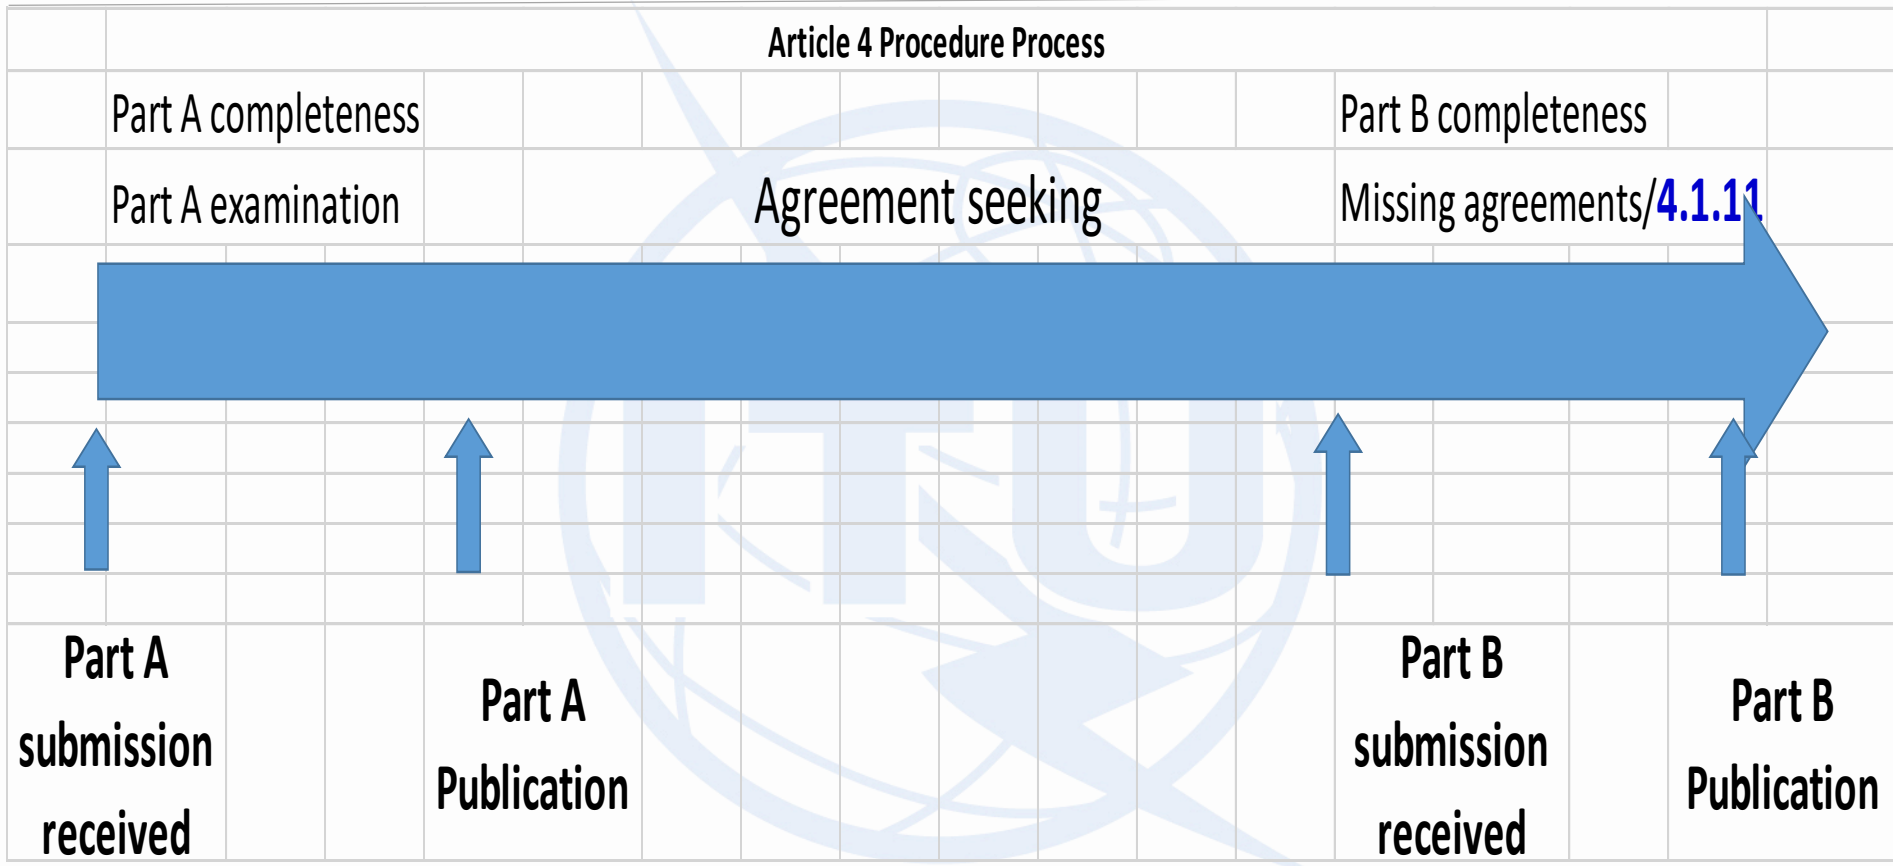 Article 4 Procedure Process
Part A completeness
Part B completeness
Part A examination
Agreement seeking
Missing agreements/4.1.11
ITU
Part A
submission
received
Part A
Publication
Part B
submission
received
Part B
Publication